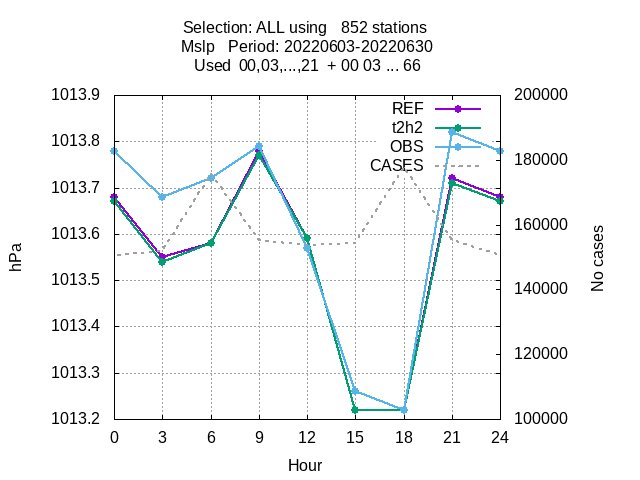 Selection: ALL using   852 stations
Mslp   Period: 20220603-20220630
Used  00,03,...,21  + 00 03 ... 66
1013.9
1013.8
1013.7
1013.6
1013.5
1013.4
1013.3
1013.2
hPa
REF
t2h2
OBS
CASES
200000
180000
160000
140000
120000
100000
No cases
0 3 6 9 12 15 18 21 24
Hour